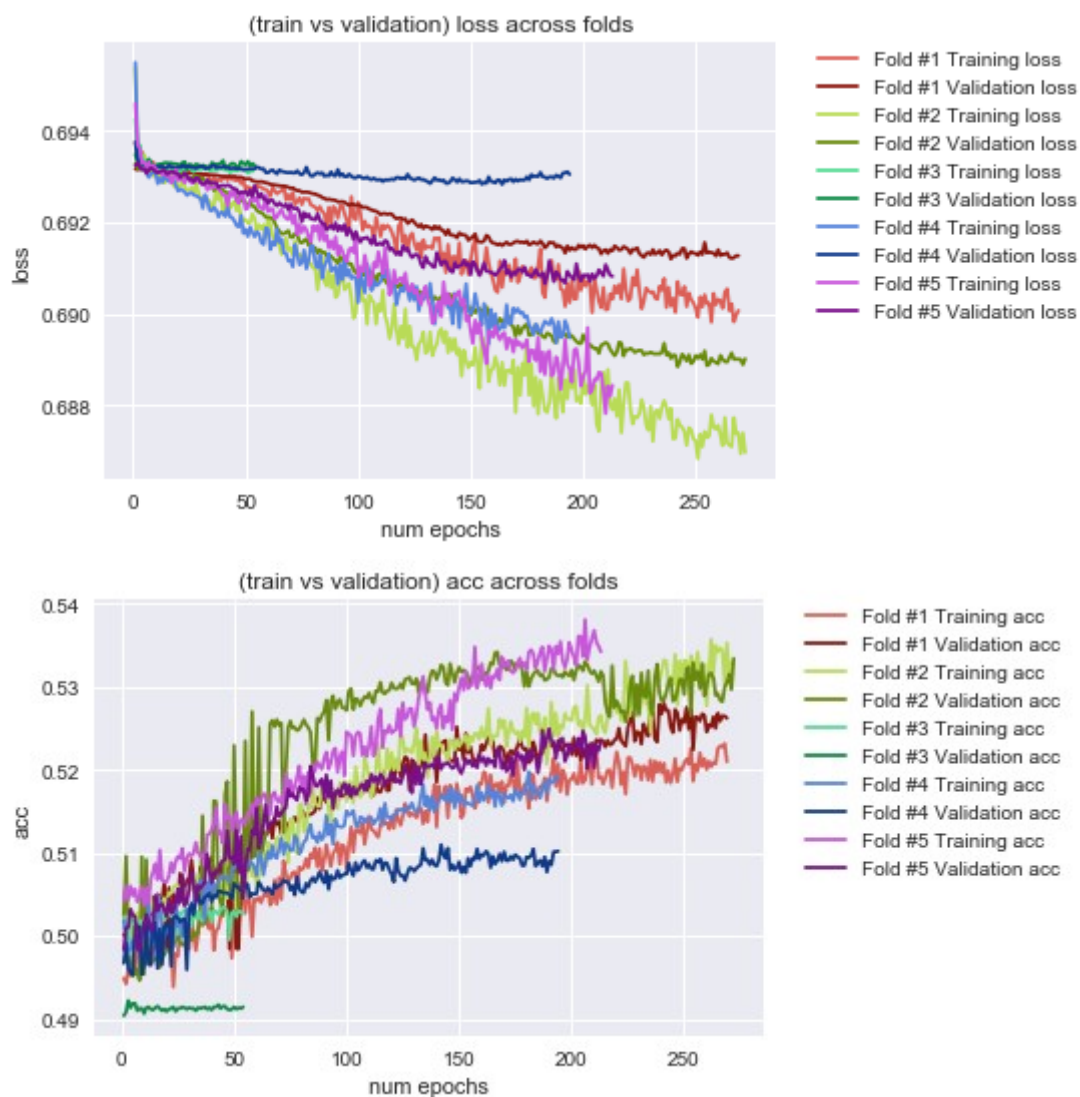 (train vs validation) loss across folds
0.694
0.692
0.690
0.688
loss
0
50
100
150
200
250
num epochs
Fold #1 Training loss
Fold #1 Validation loss
Fold #2 Training loss
Fold #2 Validation loss
Fold #3 Training loss
Fold #3 Validation loss
Fold #4 Training loss
Fold #4 Validation loss
Fold #5 Training loss
Fold #5 Validation loss
(train vs validation) acc across folds
0.54
0.53
0.52
0.51
0.50
0.49
acc
0
50
100
150
200
250
num epochs
Fold #1 Training acc
Fold #1 Validation acc
Fold #2 Training acc
Fold #2 Validation acc
Fold #3 Training acc
Fold #3 Validation acc
Fold #4 Training acc
Fold #4 Validation acc
Fold #5 Training acc
Fold #5 Validation acc